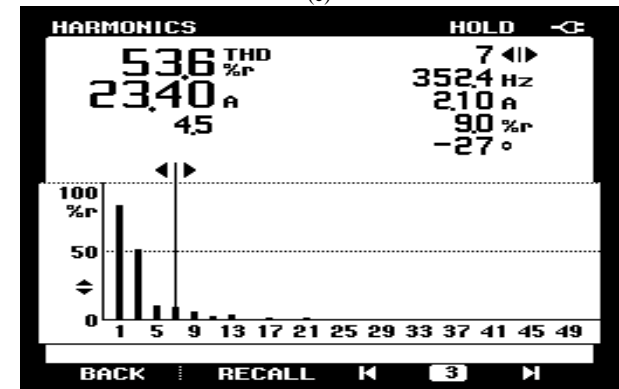 (c)
HARMONICS HOLD
53.6 THD %r
23.40 A
4.5
7
352.4 Hz
2.10 A
9.0 %r
-27 °
100
%r
50
0
1 5 9 13 17 21 25 29 33 37 41 45 49
BACK RECALL 3